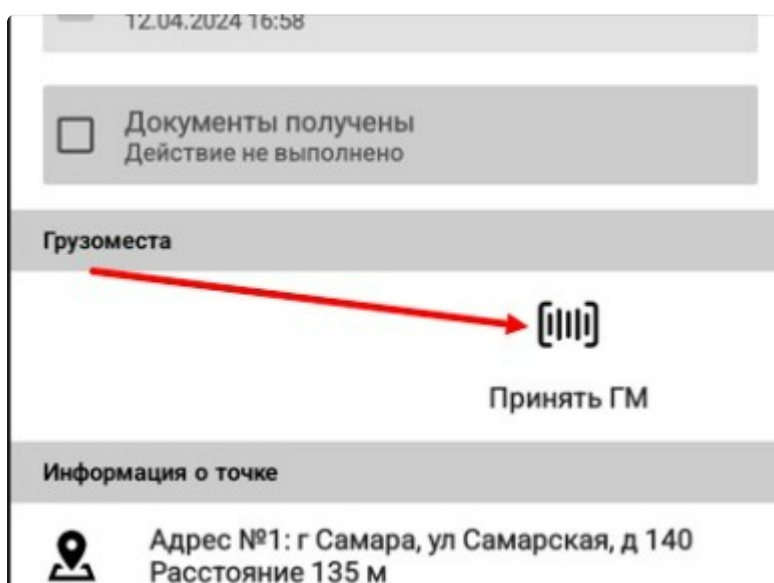 12.04.2024 16:58
Документы получены
Действие не выполнено
Грузоместа
Принять ГМ
Информация о точке
Адрес №1: г Самара, ул Самарская, д 140
Расстояние 135 м